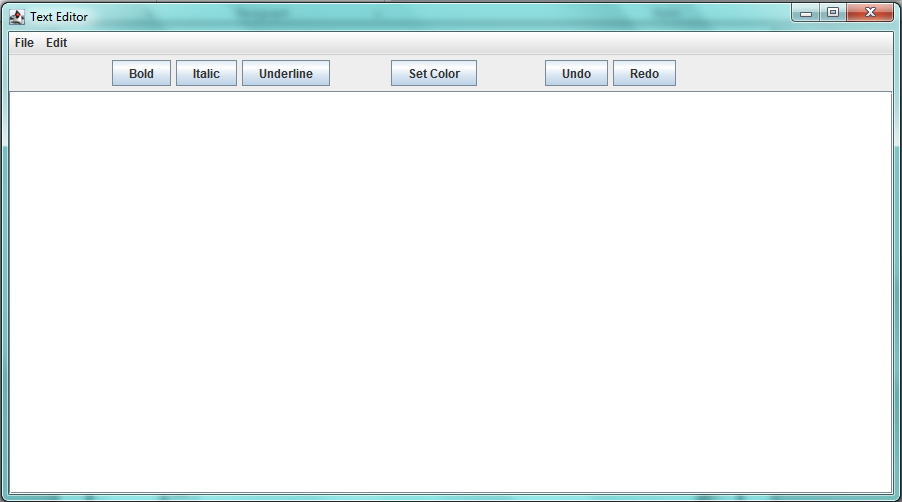 Text Editor
File Edit
Bold Italic Underline Set Color Undo Redo